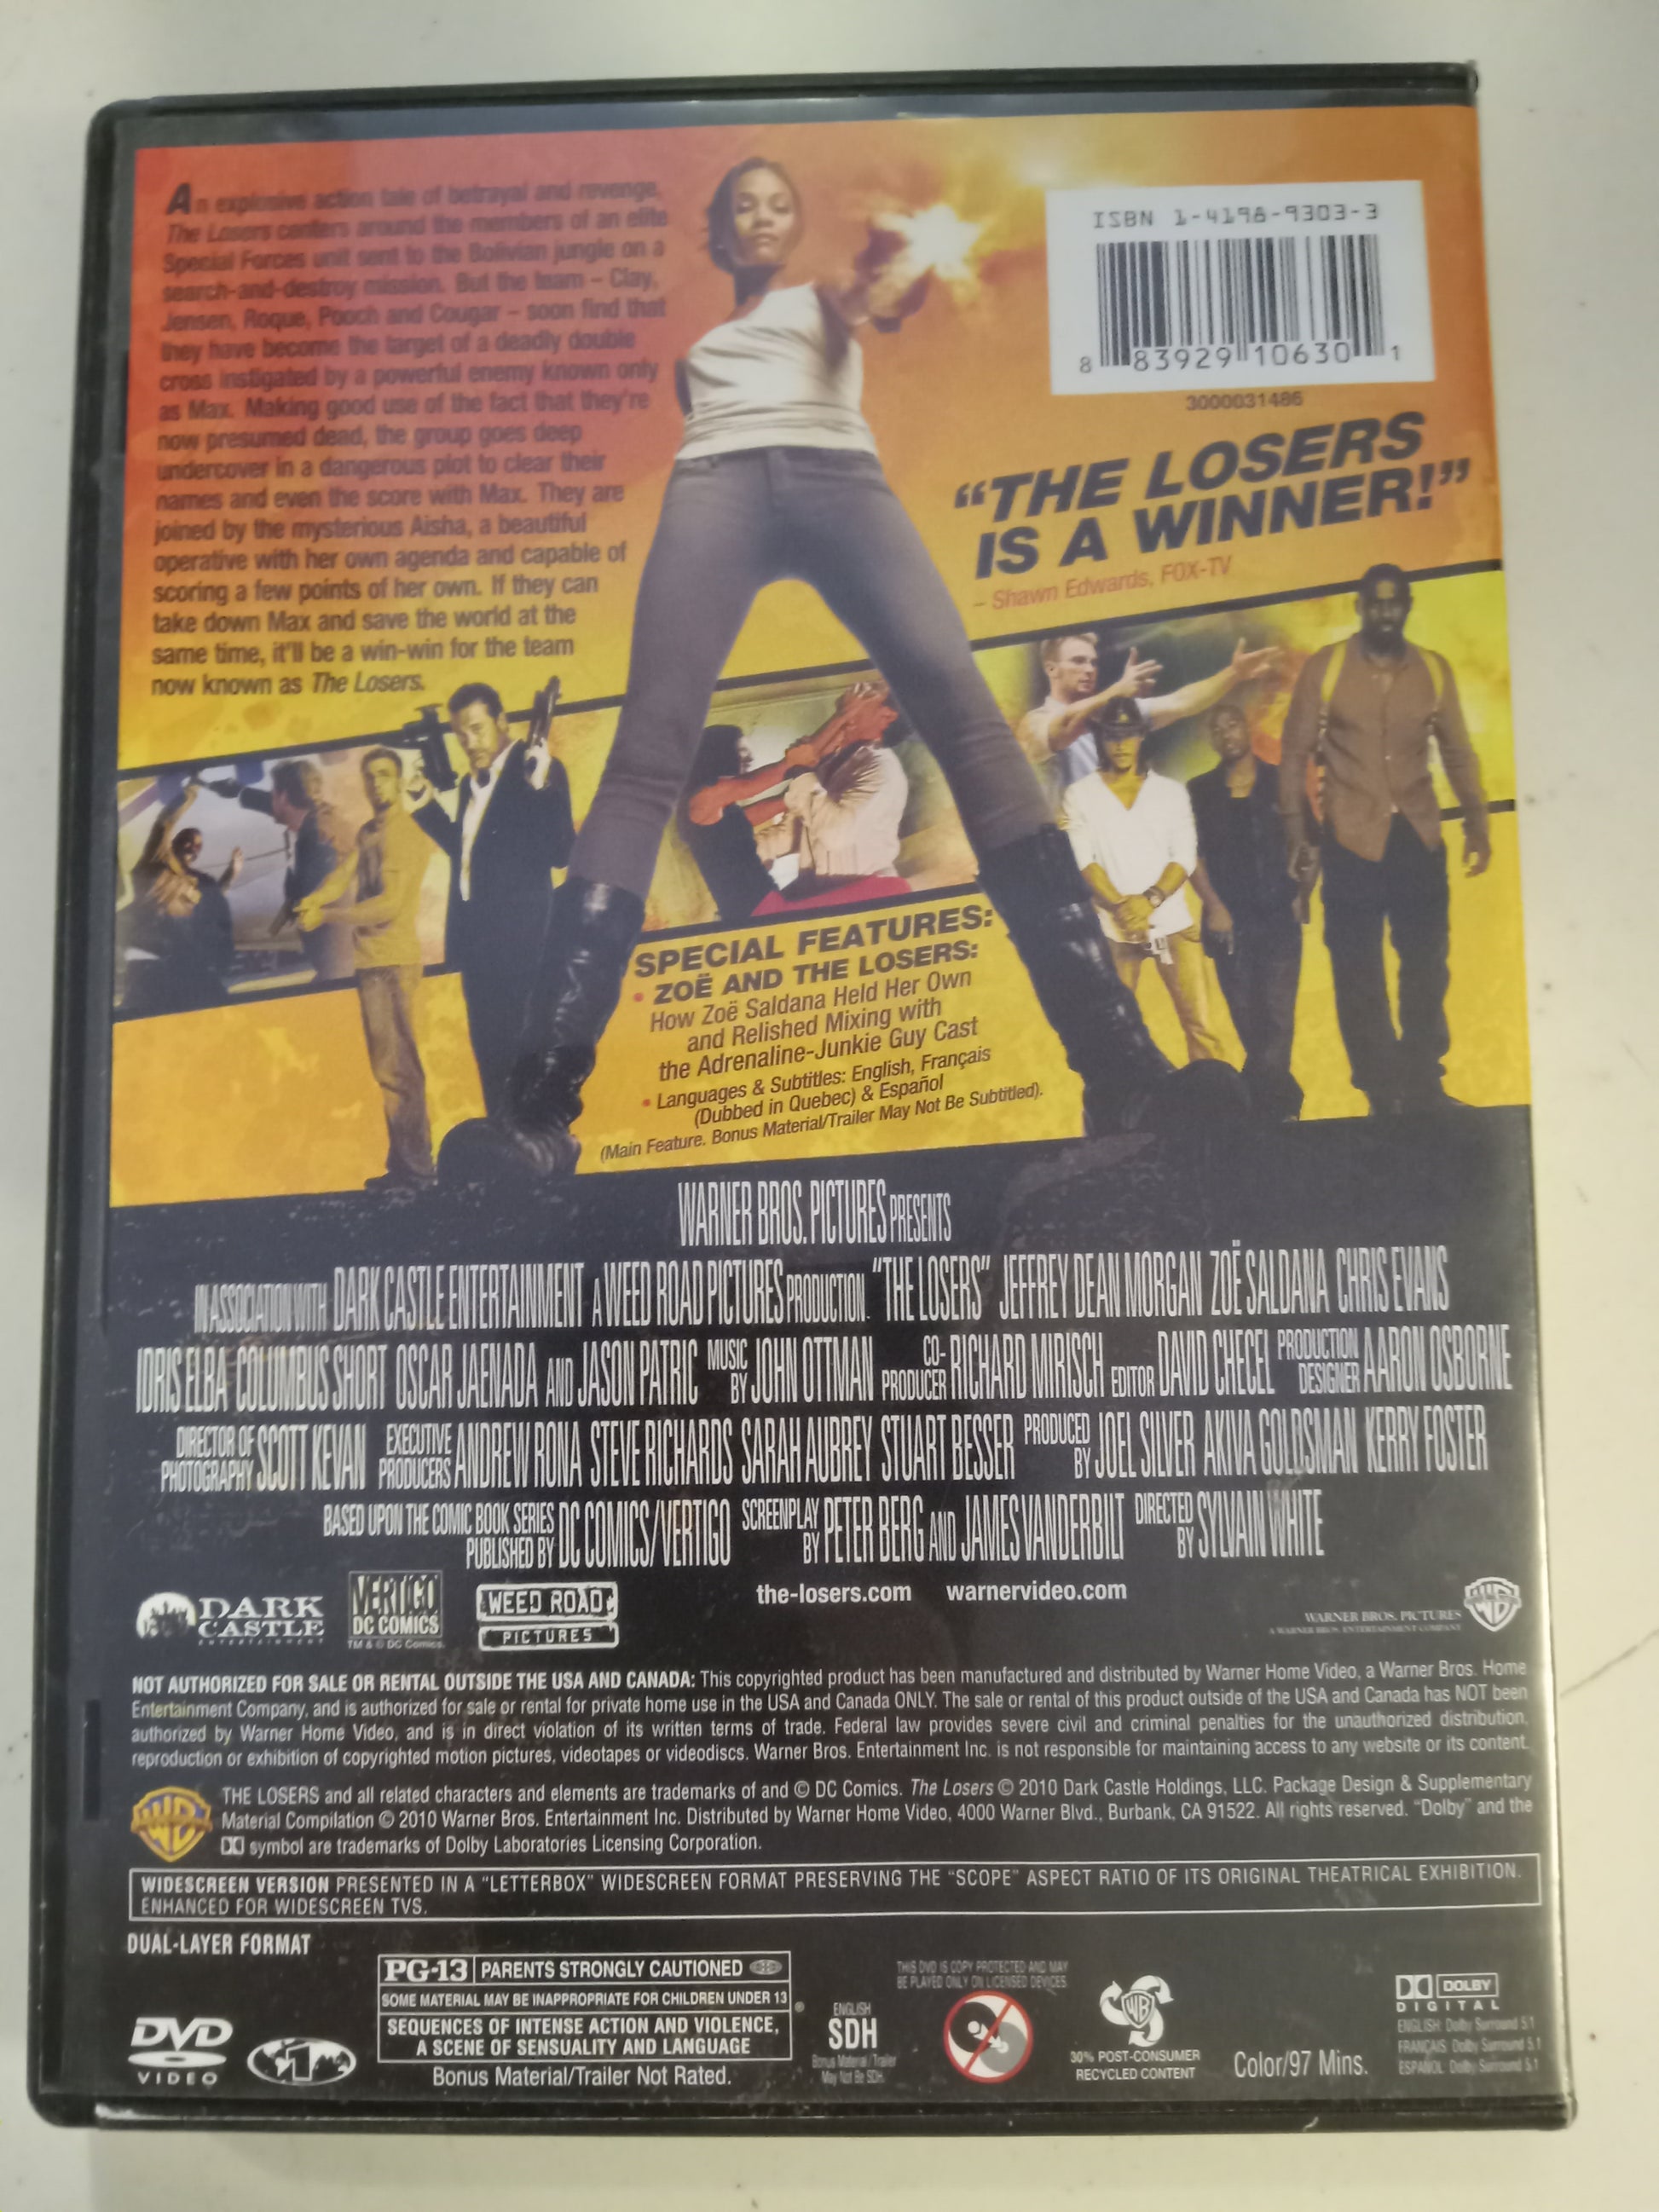 An explosive action tale of betrayal and revenge,
The Losers centers around the members of an elite
Special Forces unit sent to the Bolivian jungle on a
search-and-destroy mission. But the team – Clay,
Jensen, Roque, Pooch and Cougar – soon find that
they have become the target of a deadly double
cross instigated by a powerful enemy known only
as Max. Making good use of the fact that they're
now presumed dead, the group goes deep
undercover in a dangerous plot to clear their
names and even the score with Max. They are
joined by the mysterious Aisha, a beautiful
operative with her own agenda and capable of
scoring a few points of her own. If they can
take down Max and save the world at the
same time, it'll be a win-win for the team
now known as The Losers.
ISBN 1-4198-9303-3
8 83929 10630 1
3000031486
“THE LOSERS
IS A WINNER!”
– Shawn Edwards, FOX-TV
SPECIAL FEATURES:
• ZOË AND THE LOSERS:
How Zoë Saldana Held Her Own
and Relished Mixing with
the Adrenaline-Junkie Guy Cast
• Languages & Subtitles: English, Français
(Dubbed in Quebec) & Español
(Main Feature. Bonus Material/Trailer May Not Be Subtitled).
WARNER BROS. PICTURES PRESENTS
IN ASSOCIATION WITH DARK CASTLE ENTERTAINMENT A WEED ROAD PICTURES PRODUCTION "THE LOSERS" JEFFREY DEAN MORGAN ZOË SALDANA CHRIS EVANS
IDRIS ELBA COLUMBUS SHORT OSCAR JAENADA AND JASON PATRIC MUSIC BY JOHN OTTMAN CO-PRODUCER RICHARD MIRISCH EDITOR DAVID CHECEL PRODUCTION DESIGNER AARON OSBORNE
DIRECTOR OF PHOTOGRAPHY SCOTT KEVAN EXECUTIVE PRODUCERS ANDREW RONA STEVE RICHARDS SARAH AUBREY STUART BESSER PRODUCED BY JOEL SILVER AKIVA GOLDSMAN KERRY FOSTER
BASED UPON THE COMIC BOOK SERIES PUBLISHED BY DC COMICS/VERTIGO SCREENPLAY BY PETER BERG AND JAMES VANDERBILT DIRECTED BY SYLVAIN WHITE
DARK
CASTLE
ENTERTAINMENT
VERTIGO
DC COMICS
TM & © DC Comics.
WEED ROAD
PICTURES
the-losers.com warnervideo.com
WARNER BROS. PICTURES
A WARNER BROS. ENTERTAINMENT COMPANY
NOT AUTHORIZED FOR SALE OR RENTAL OUTSIDE THE USA AND CANADA: This copyrighted product has been manufactured and distributed by Warner Home Video, a Warner Bros. Home
Entertainment Company, and is authorized for sale or rental for private home use in the USA and Canada ONLY. The sale or rental of this product outside of the USA and Canada has NOT been
authorized by Warner Home Video, and is in direct violation of its written terms of trade. Federal law provides severe civil and criminal penalties for the unauthorized distribution,
reproduction or exhibition of copyrighted motion pictures, videotapes or videodiscs. Warner Bros. Entertainment Inc. is not responsible for maintaining access to any website or its content.
THE LOSERS and all related characters and elements are trademarks of and © DC Comics. The Losers © 2010 Dark Castle Holdings, LLC. Package Design & Supplementary
Material Compilation © 2010 Warner Bros. Entertainment Inc. Distributed by Warner Home Video, 4000 Warner Blvd., Burbank, CA 91522. All rights reserved. "Dolby" and the
symbol are trademarks of Dolby Laboratories Licensing Corporation.
WIDESCREEN VERSION PRESENTED IN A "LETTERBOX" WIDESCREEN FORMAT PRESERVING THE "SCOPE" ASPECT RATIO OF ITS ORIGINAL THEATRICAL EXHIBITION.
ENHANCED FOR WIDESCREEN TVS.
DUAL-LAYER FORMAT
DVD
VIDEO
1
PG-13 PARENTS STRONGLY CAUTIONED
SOME MATERIAL MAY BE INAPPROPRIATE FOR CHILDREN UNDER 13
SEQUENCES OF INTENSE ACTION AND VIOLENCE,
A SCENE OF SENSUALITY AND LANGUAGE
Bonus Material/Trailer Not Rated.
ENGLISH
SDH
Bonus Material/Trailer
May Not Be SDH.
THIS DVD IS COPY PROTECTED AND MAY
BE PLAYED ONLY ON LICENSED DEVICES.
30% POST-CONSUMER
RECYCLED CONTENT
Color/97 Mins.
DOLBY
DIGITAL
ENGLISH: Dolby Surround 5.1
FRANÇAIS: Dolby Surround 5.1
ESPAÑOL: Dolby Surround 5.1